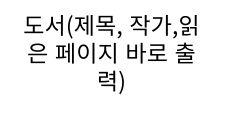 도서(제목, 작가,읽
은 페이지 바로 출
력)